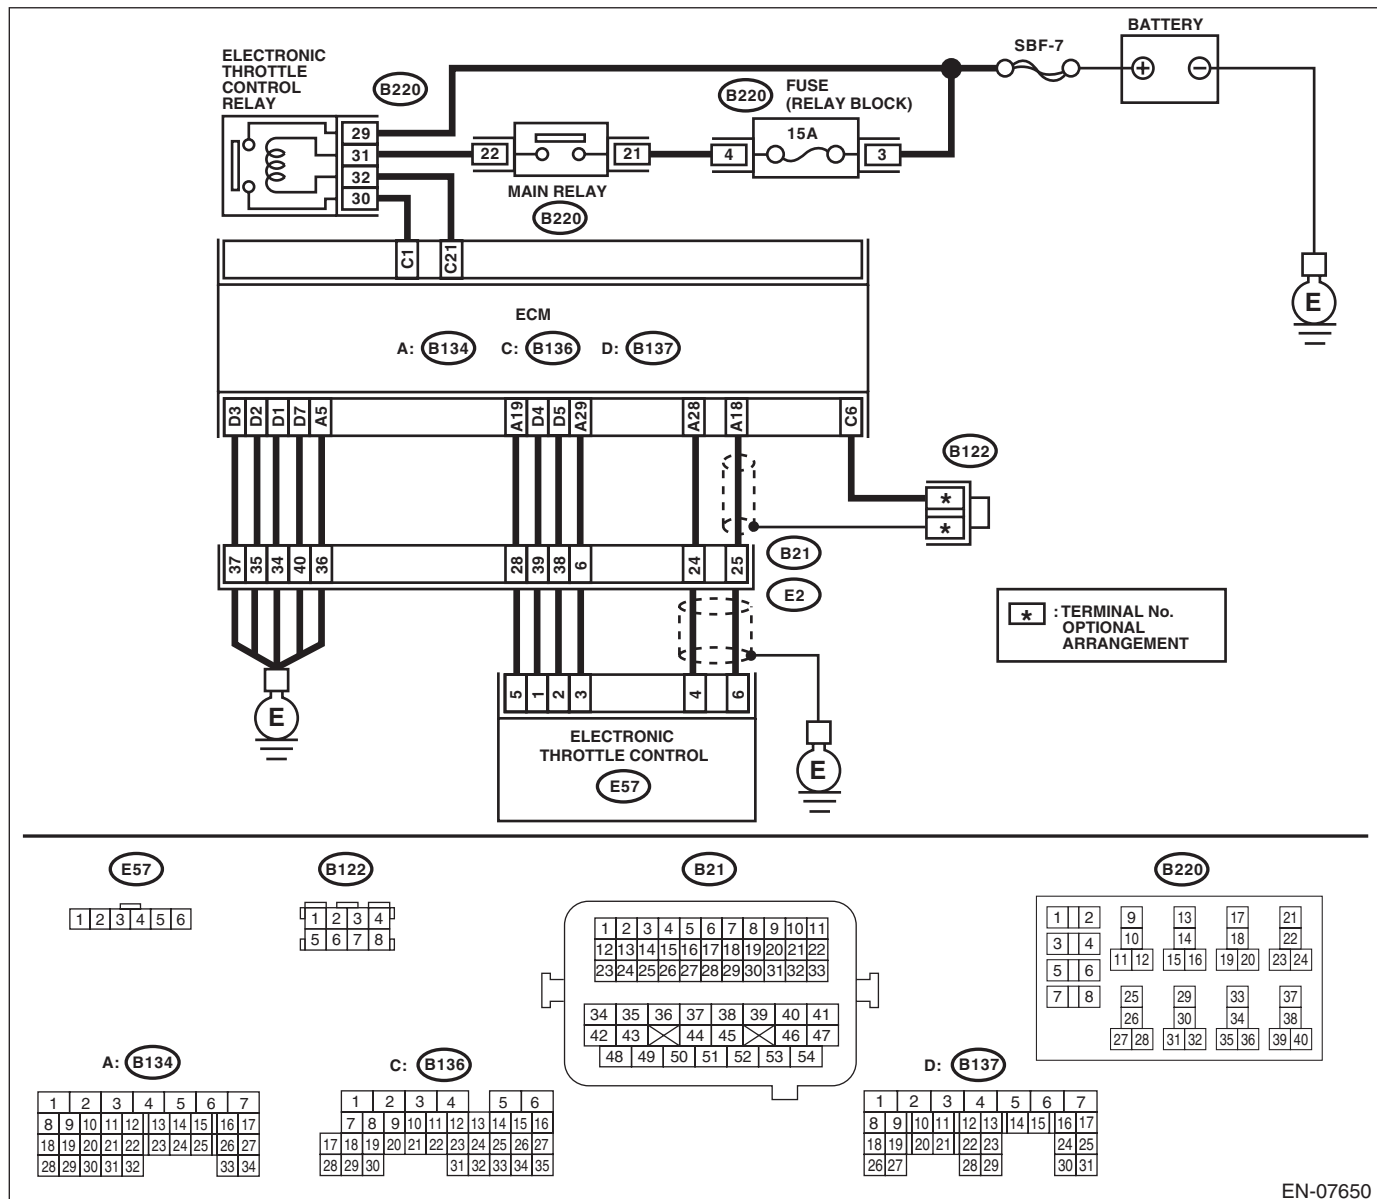 BATTERY
SBF-7
ELECTRONIC
THROTTLE
CONTROL
RELAY
B220
B220
FUSE
(RELAY BLOCK)
15A
29
31
32
30
22
21
4
3
MAIN RELAY
B220
E
C1
C21
ECM
A: B134 C: B136 D: B137
D3 D2 D1 D7 A5 A19 D4 D5 A29 A28 A18 C6
B122
*
*
37 35 34 40 36 28 39 38 6 24 25
B21
E2
* : TERMINAL No.
OPTIONAL
ARRANGEMENT
5 1 2 3 4 6
E
ELECTRONIC
THROTTLE CONTROL
E57
E
E57
1 2 3 4 5 6
B122
1 2 3 4
5 6 7 8
B21
1 2 3 4 5 6 7 8 9 10 11
12 13 14 15 16 17 18 19 20 21 22
23 24 25 26 27 28 29 30 31 32 33
34 35 36 37 38 39 40 41
42 43 44 45 46 47
48 49 50 51 52 53 54
B220
1 2 9 13 17 21
3 4 10 14 18 22
5 6 11 12 15 16 19 20 23 24
7 8 25 29 33 37
26 30 34 38
27 28 31 32 35 36 39 40
A: B134
1 2 3 4 5 6 7
8 9 10 11 12 13 14 15 16 17
18 19 20 21 22 23 24 25 26 27
28 29 30 31 32 33 34
C: B136
1 2 3 4 5 6
7 8 9 10 11 12 13 14 15 16
17 18 19 20 21 22 23 24 25 26 27
28 29 30 31 32 33 34 35
D: B137
1 2 3 4 5 6 7
8 9 10 11 12 13 14 15 16 17
18 19 20 21 22 23 24 25
26 27 28 29 30 31
EN-07650